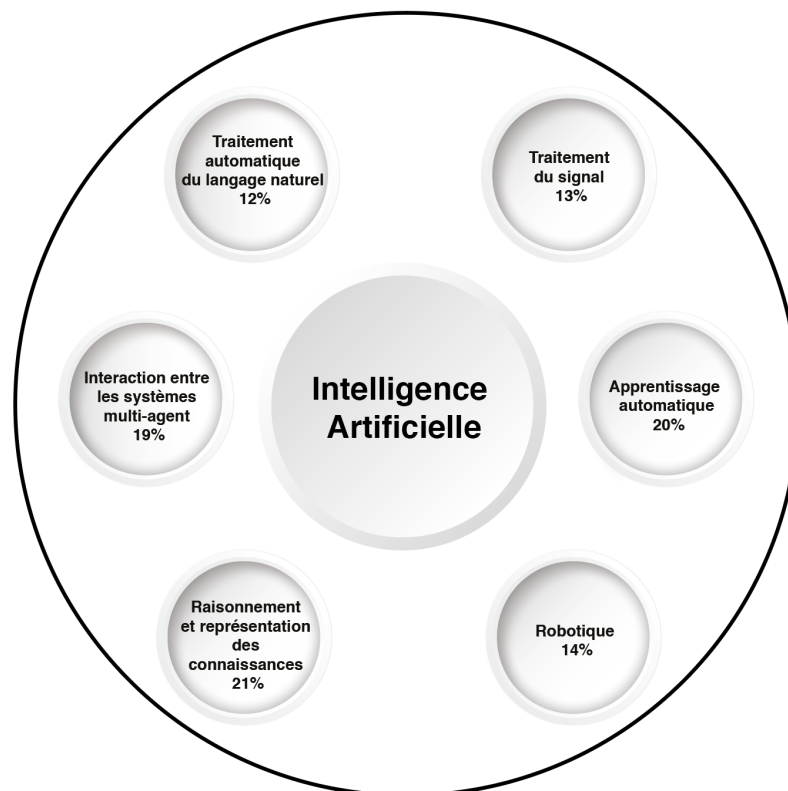 Traitement
automatique
du langage naturel
12%
Traitement
du signal
13%
Interaction entre
les systèmes
multi-agent
19%
Intelligence
Artificielle
Apprentissage
automatique
20%
Raisonnement
et représentation
des
connaissances
21%
Robotique
14%